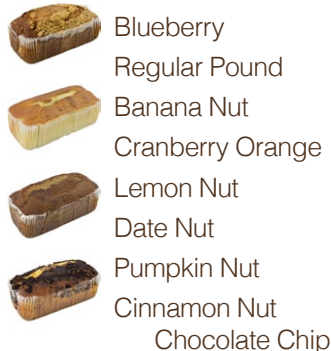 Blueberry
Regular Pound
Banana Nut
Cranberry Orange
Lemon Nut
Date Nut
Pumpkin Nut
Cinnamon Nut
Chocolate Chip